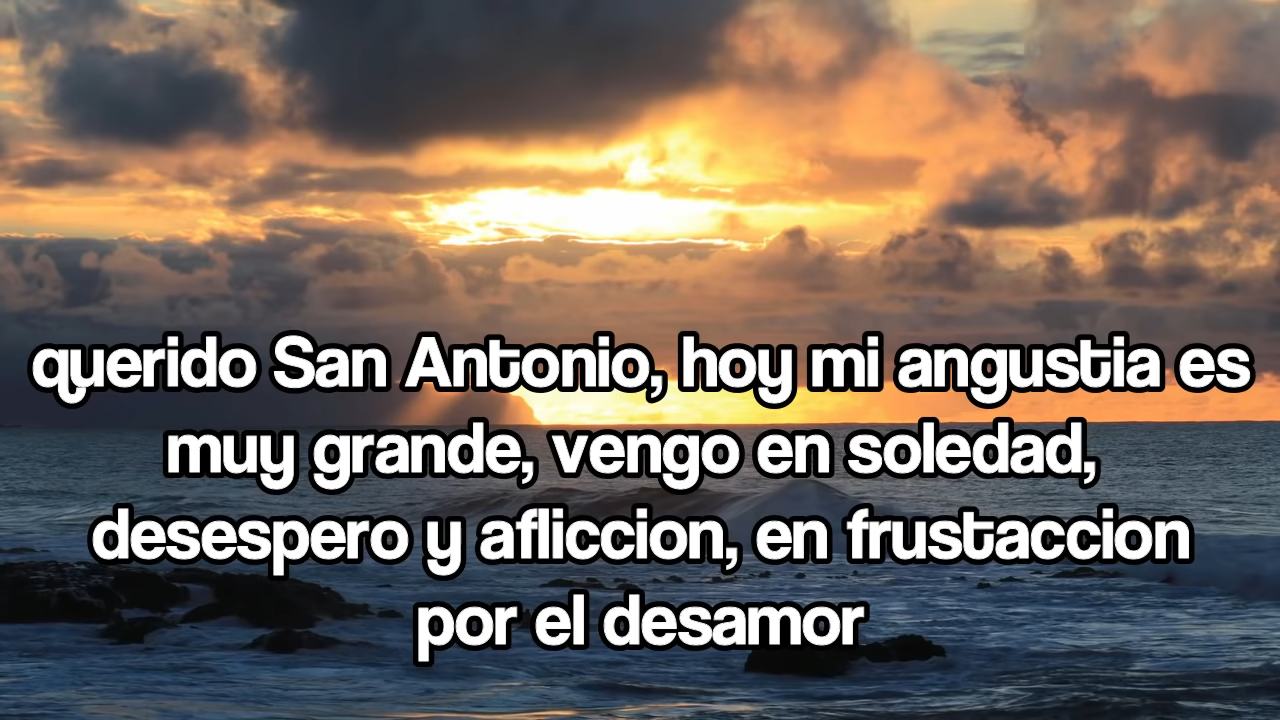 querido San Antonio, hoy mi angustia es
muy grande, vengo en soledad,
desespero y afliccion, en frustaccion
por el desamor